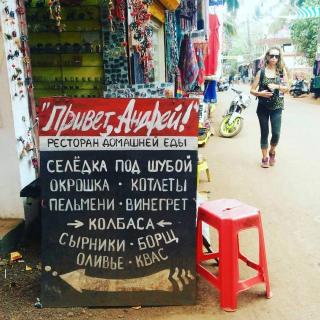 "Привет, Андрей!"
РЕСТОРАН ДОМАШНЕЙ ЕДЫ
СЕЛЁДКА ПОД ШУБОЙ
ОКРОШКА · КОТЛЕТЫ
ПЕЛЬМЕНИ · ВИНЕГРЕТ
→ КОЛБАСА ←
СЫРНИКИ · БОРЩ
ОЛИВЬЕ · КВАС